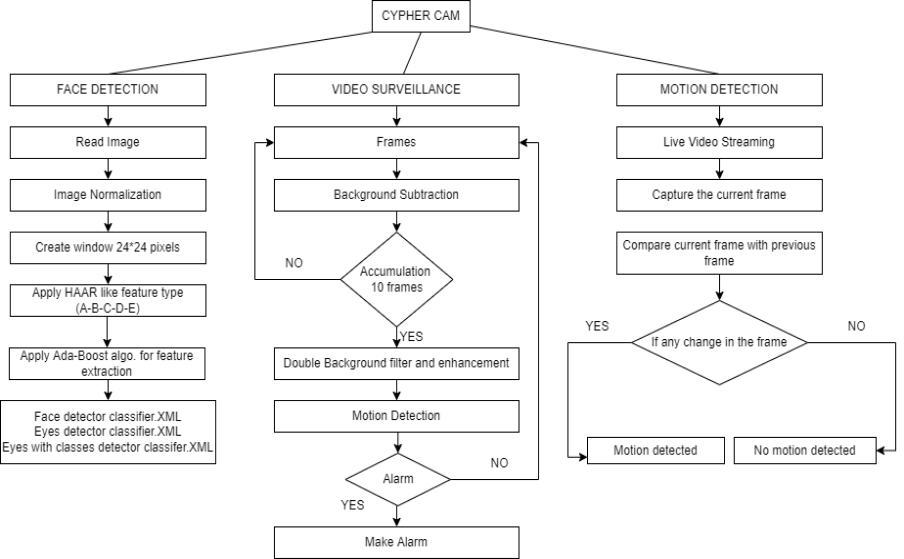 CYPHER CAM
FACE DETECTION
Read Image
Image Normalization
Create window 24*24 pixels
Apply HAAR like feature type
(A-B-C-D-E)
Apply Ada-Boost algo. for feature
extraction
Face detector classifier.XML
Eyes detector classifier.XML
Eyes with classes detector classifer.XML
VIDEO SURVEILLANCE
Frames
Background Subtraction
NO
Accumulation
10 frames
YES
Double Background filter and enhancement
Motion Detection
NO
Alarm
YES
Make Alarm
MOTION DETECTION
Live Video Streaming
Capture the current frame
Compare current frame with previous
frame
YES
NO
If any change in the frame
Motion detected
No motion detected